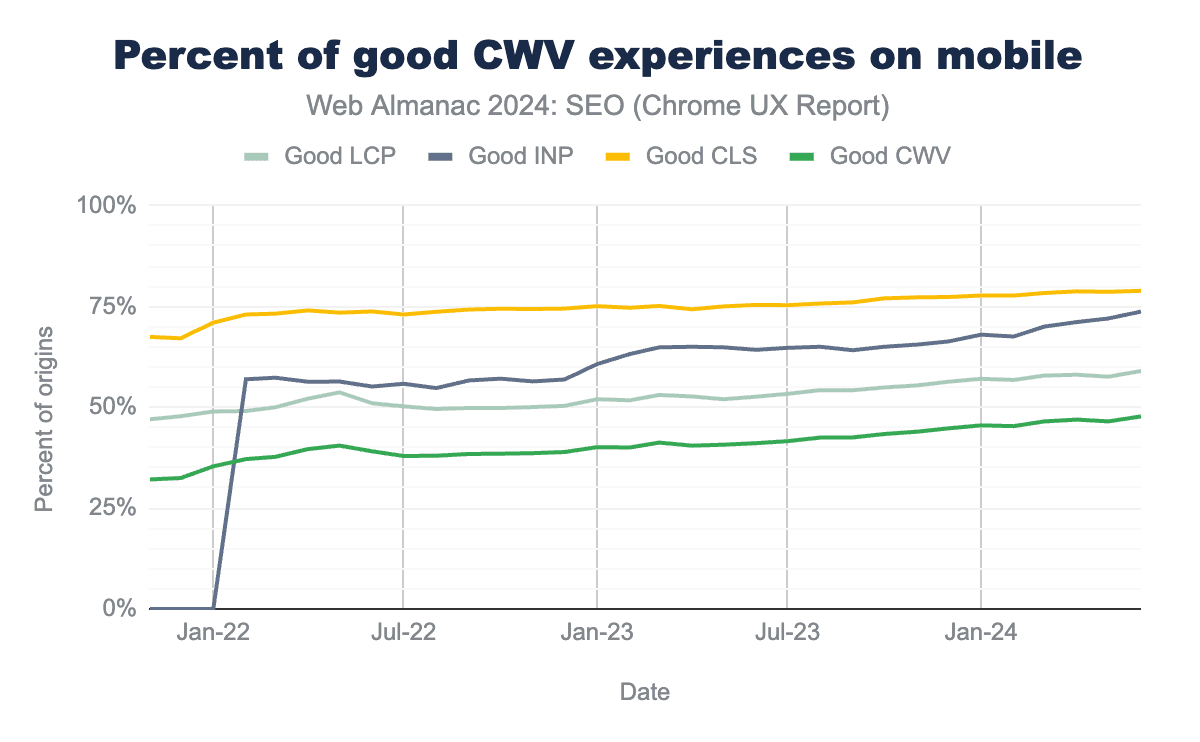 Percent of good CWV experiences on mobile
Web Almanac 2024: SEO (Chrome UX Report)
Good LCP Good INP Good CLS Good CWV
100%
75%
50%
25%
0%
Percent of origins
Jan-22 Jul-22 Jan-23 Jul-23 Jan-24
Date